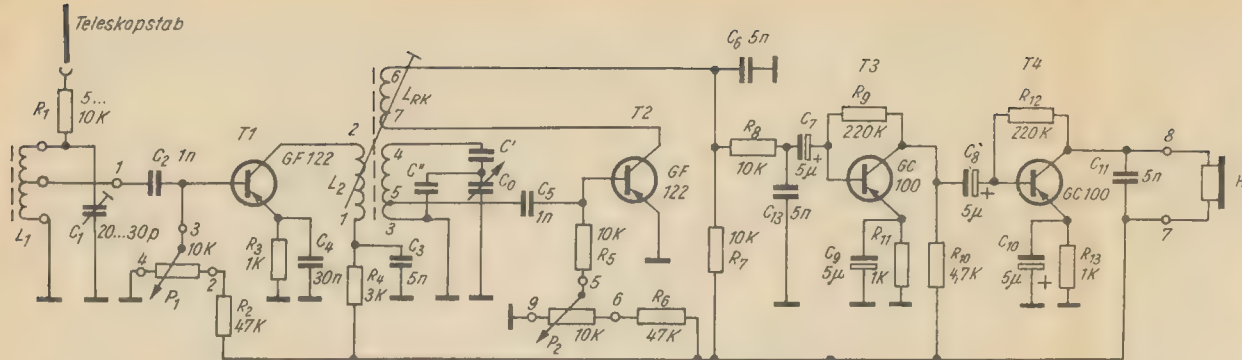 Teleskopstab
R1
5...
10K
L1
C1
20...30p
1
C2 1n
3
10K
4
2
P1
R2
47K
T1
GF 122
R3
1K
C4
30n
2
L2
1
R4
3K
C3
5n
6
LRK
7
4
5
3
C'
C"
C0
C5
1n
10K
R5
5
9
6
P2
10K
R6
47K
T2
GF
122
C6 5n
R8
10K
10K
R7
C13
5n
C7
5µ
+
T3
R9
220K
GC
100
C9
5µ
R11
1K
R10
4,7K
C8
5µ
+
T4
R12
220K
GC100
C10
5µ
+
R13
1K
C11
5n
8
7
H